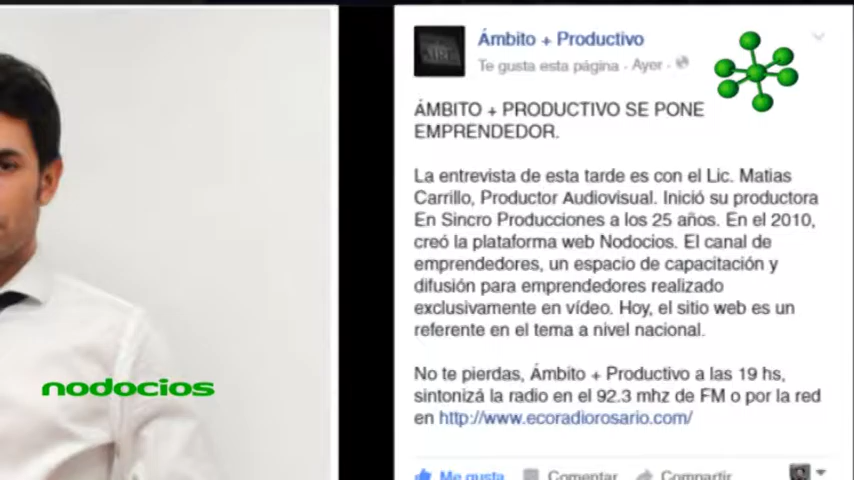 Ámbito + Productivo
Te gusta esta página · Ayer ·
ÁMBITO + PRODUCTIVO SE PONE
EMPRENDEDOR.
La entrevista de esta tarde es con el Lic. Matias
Carrillo, Productor Audiovisual. Inició su productora
En Sincro Producciones a los 25 años. En el 2010,
creó la plataforma web Nodocios. El canal de
emprendedores, un espacio de capacitación y
difusión para emprendedores realizado
exclusivamente en vídeo. Hoy, el sitio web es un
referente en el tema a nivel nacional.
No te pierdas, Ámbito + Productivo a las 19 hs,
sintonizá la radio en el 92.3 mhz de FM o por la red
en http://www.ecoradiorosario.com/
Me gusta Comentar Compartir
nodocios